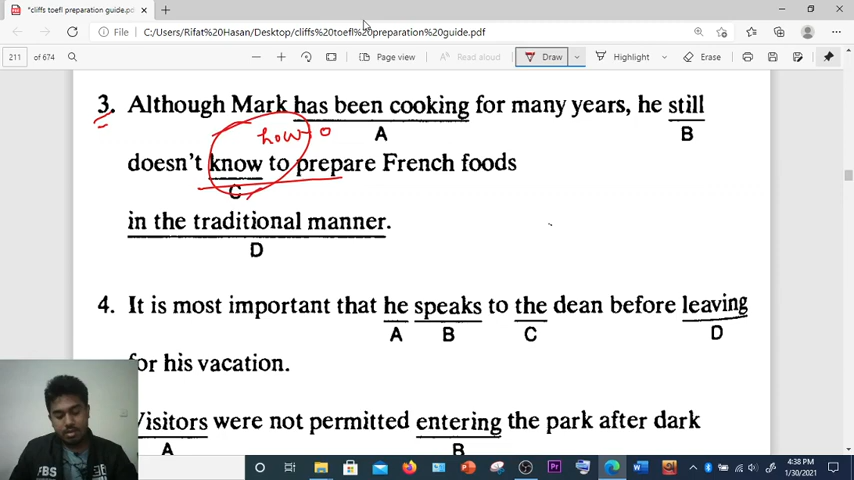 *cliffs toefl preparation guide.pdf
File
C:/Users/Rifat%20Hasan/Desktop/cliffs%20toefl%20preparation%20guide.pdf
211 of 674
Page view
Read aloud
Draw
Highlight
Erase
3. Although Mark has been cooking for many years, he still
A
B
how
doesn't know to prepare French foods
C
in the traditional manner.
D
4. It is most important that he speaks to the dean before leaving
A B C D
for his vacation.
Visitors were not permitted entering the park after dark
A
B
FBS
4:38 PM
1/30/2021